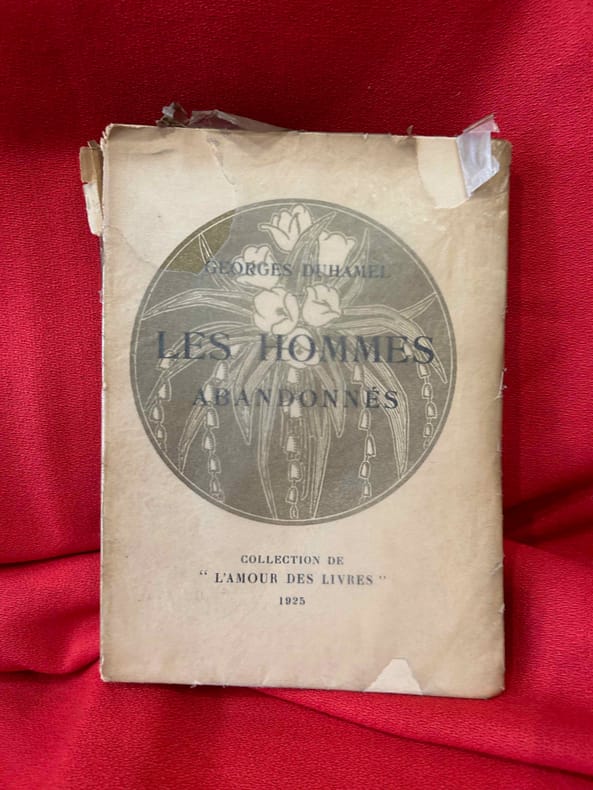 GEORGES DUHAMEL
LES HOMMES
ABANDONNÉS
COLLECTION DE
" L'AMOUR DES LIVRES "
1925